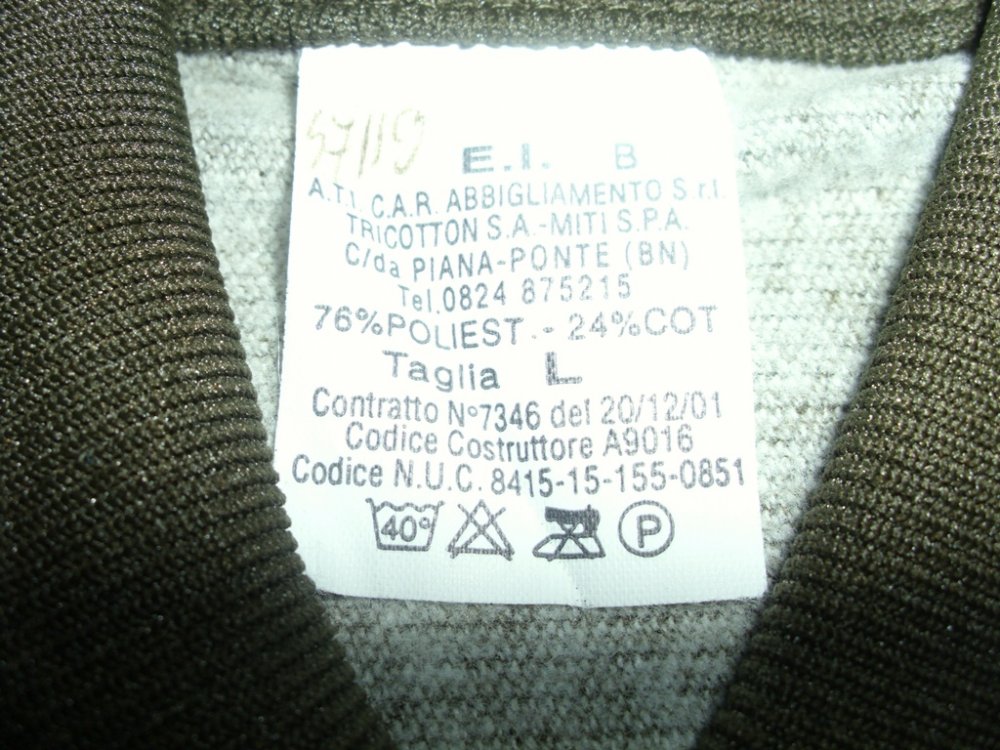 E.I. B
A.T.I. C.A.R. ABBIGLIAMENTO S.r.l.
TRICOTTON S.A.-MITI S.P.A.
C/da PIANA-PONTE (BN)
Tel.0824 875215
76%POLIEST.- 24%COT
Taglia L
Contratto N°7346 del 20/12/01
Codice Costruttore A9016
Codice N.U.C. 8415-15-155-0851
40° P